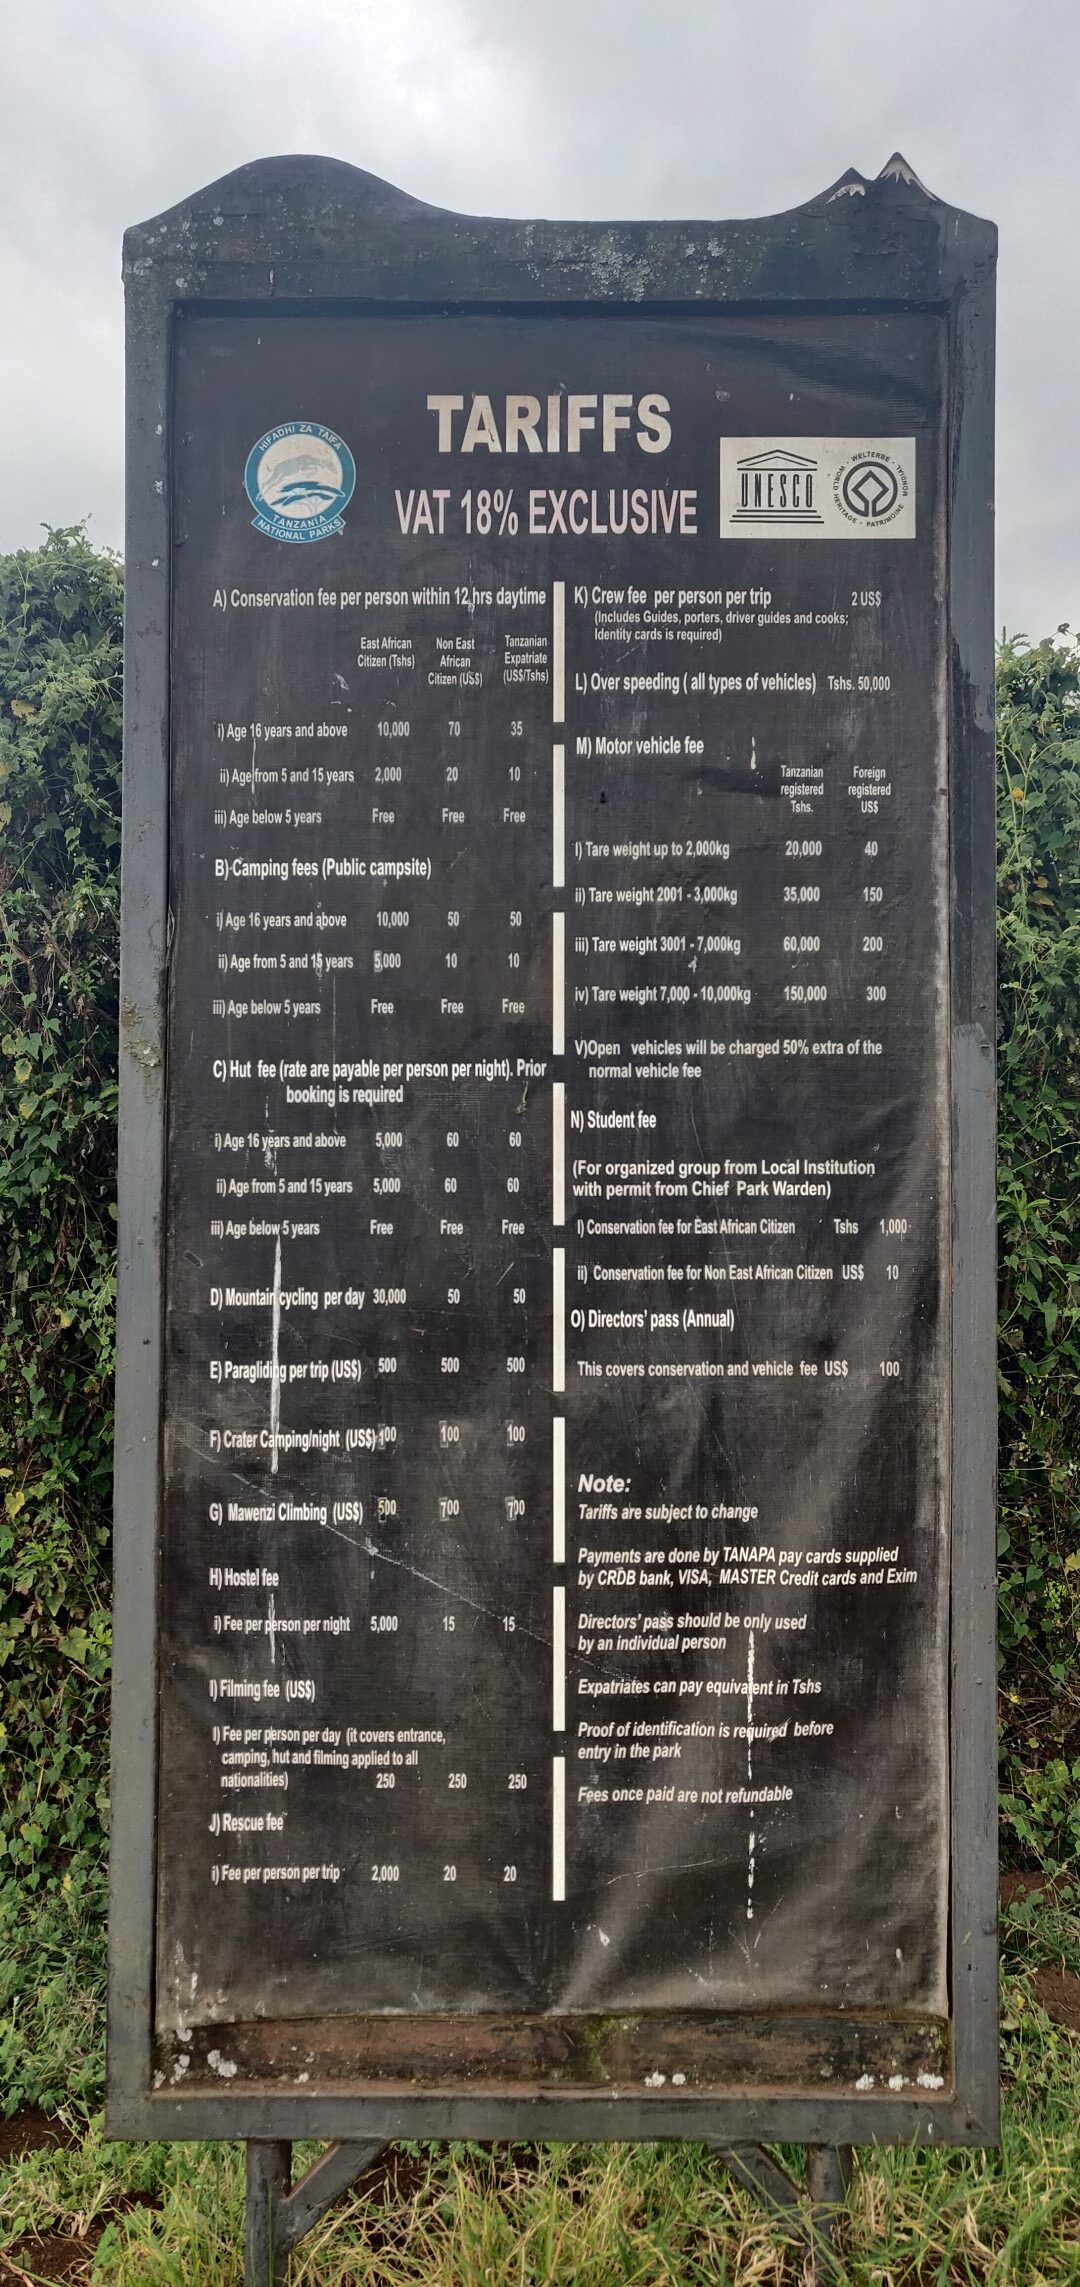 TARIFFS
VAT 18% EXCLUSIVE
HIFADHI ZA TAIFA
TANZANIA
NATIONAL PARKS
UNESCO
WORLD HERITAGE · PATRIMOINE MONDIAL · WELTERBE ·
A) Conservation fee per person within 12 hrs daytime
East African Citizen (Tshs) Non East African Citizen (US$) Tanzanian Expatriate (US$/Tshs)
i) Age 16 years and above 10,000 70 35
ii) Age from 5 and 15 years 2,000 20 10
iii) Age below 5 years Free Free Free
B) Camping fees (Public campsite)
i) Age 16 years and above 10,000 50 50
ii) Age from 5 and 15 years 5,000 10 10
iii) Age below 5 years Free Free Free
C) Hut fee (rate are payable per person per night). Prior
booking is required
i) Age 16 years and above 5,000 60 60
ii) Age from 5 and 15 years 5,000 60 60
iii) Age below 5 years Free Free Free
D) Mountain cycling per day 30,000 50 50
E) Paragliding per trip (US$) 500 500 500
F) Crater Camping/night (US$) 100 100 100
G) Mawenzi Climbing (US$) 500 700 700
H) Hostel fee
i) Fee per person per night 5,000 15 15
I) Filming fee (US$)
I) Fee per person per day (it covers entrance,
camping, hut and filming applied to all
nationalities) 250 250 250
J) Rescue fee
i) Fee per person per trip 2,000 20 20
K) Crew fee per person per trip 2 US$
(Includes Guides, porters, driver guides and cooks;
Identity cards is required)
L) Over speeding ( all types of vehicles) Tshs. 50,000
M) Motor vehicle fee
Tanzanian registered Tshs. Foreign registered US$
I) Tare weight up to 2,000kg 20,000 40
ii) Tare weight 2001 - 3,000kg 35,000 150
iii) Tare weight 3001 - 7,000kg 60,000 200
iv) Tare weight 7,000 - 10,000kg 150,000 300
V)Open vehicles will be charged 50% extra of the
normal vehicle fee
N) Student fee
(For organized group from Local Institution
with permit from Chief Park Warden)
I) Conservation fee for East African Citizen Tshs 1,000
ii) Conservation fee for Non East African Citizen US$ 10
O) Directors' pass (Annual)
This covers conservation and vehicle fee US$ 100
Note:
Tariffs are subject to change
Payments are done by TANAPA pay cards supplied
by CRDB bank, VISA, MASTER Credit cards and Exim
Directors' pass should be only used
by an individual person
Expatriates can pay equivalent in Tshs
Proof of identification is required before
entry in the park
Fees once paid are not refundable